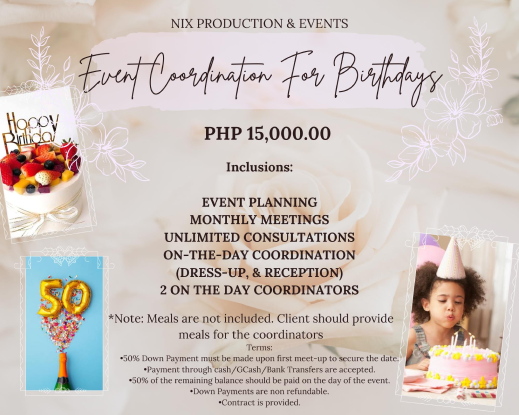 NIX PRODUCTION & EVENTS
Event Coordination For Birthdays
PHP 15,000.00
Inclusions:
EVENT PLANNING
MONTHLY MEETINGS
UNLIMITED CONSULTATIONS
ON-THE-DAY COORDINATION
(DRESS-UP, & RECEPTION)
2 ON THE DAY COORDINATORS
*Note: Meals are not included. Client should provide
meals for the coordinators
Terms:
•50% Down Payment must be made upon first meet-up to secure the date.
•Payment through cash/GCash/Bank Transfers are accepted.
•50% of the remaining balance should be paid on the day of the event.
•Down Payments are non refundable.
•Contract is provided.
Happy
Birthday
50